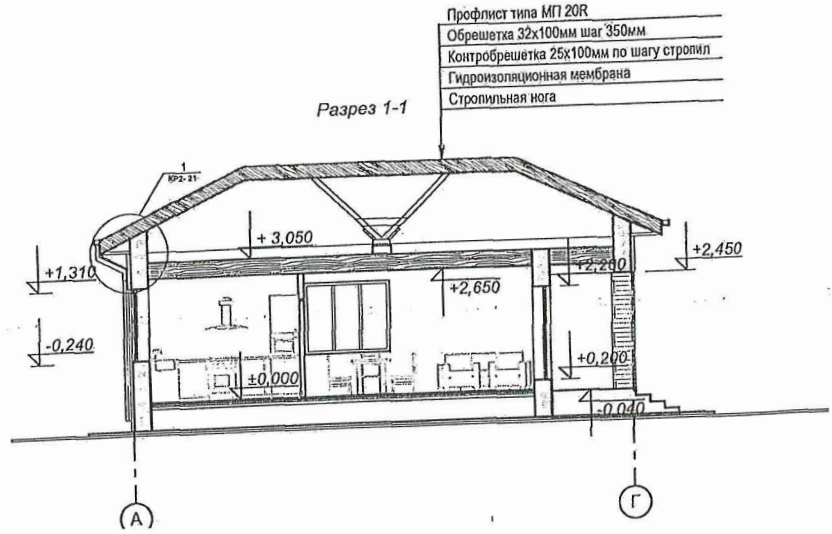 Профлист типа МП 20R
Обрешетка 32х100мм шаг 350мм
Контробрешетка 25х100мм по шагу стропил
Гидроизоляционная мембрана
Стропильная нога
Разрез 1-1
1
КР2-21
+ 3,050
+1,310
+2,200
+2,450
+2,650
-0,240
±0,000
+0,200
-0,040
А
Г